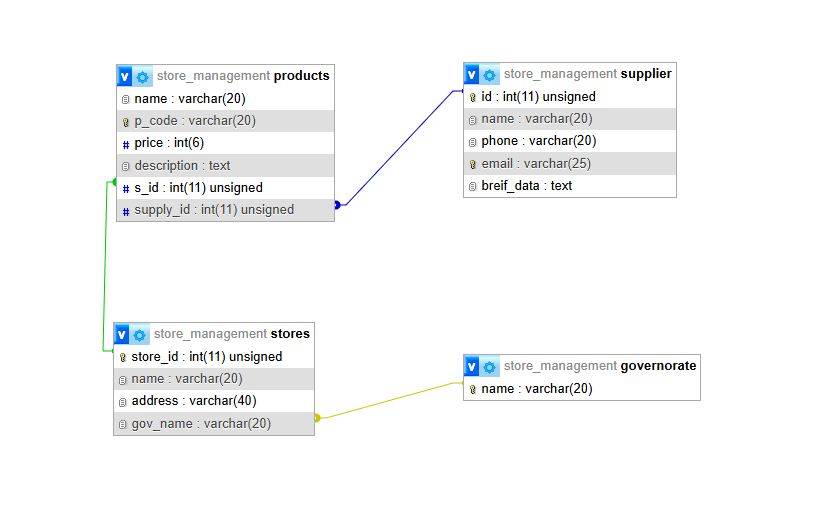 v store_management products
name : varchar(20)
p_code : varchar(20)
# price : int(6)
description : text
# s_id : int(11) unsigned
# supply_id : int(11) unsigned
v store_management supplier
id : int(11) unsigned
name : varchar(20)
phone : varchar(20)
email : varchar(25)
breif_data : text
v store_management stores
store_id : int(11) unsigned
name : varchar(20)
address : varchar(40)
gov_name : varchar(20)
v store_management governorate
name : varchar(20)